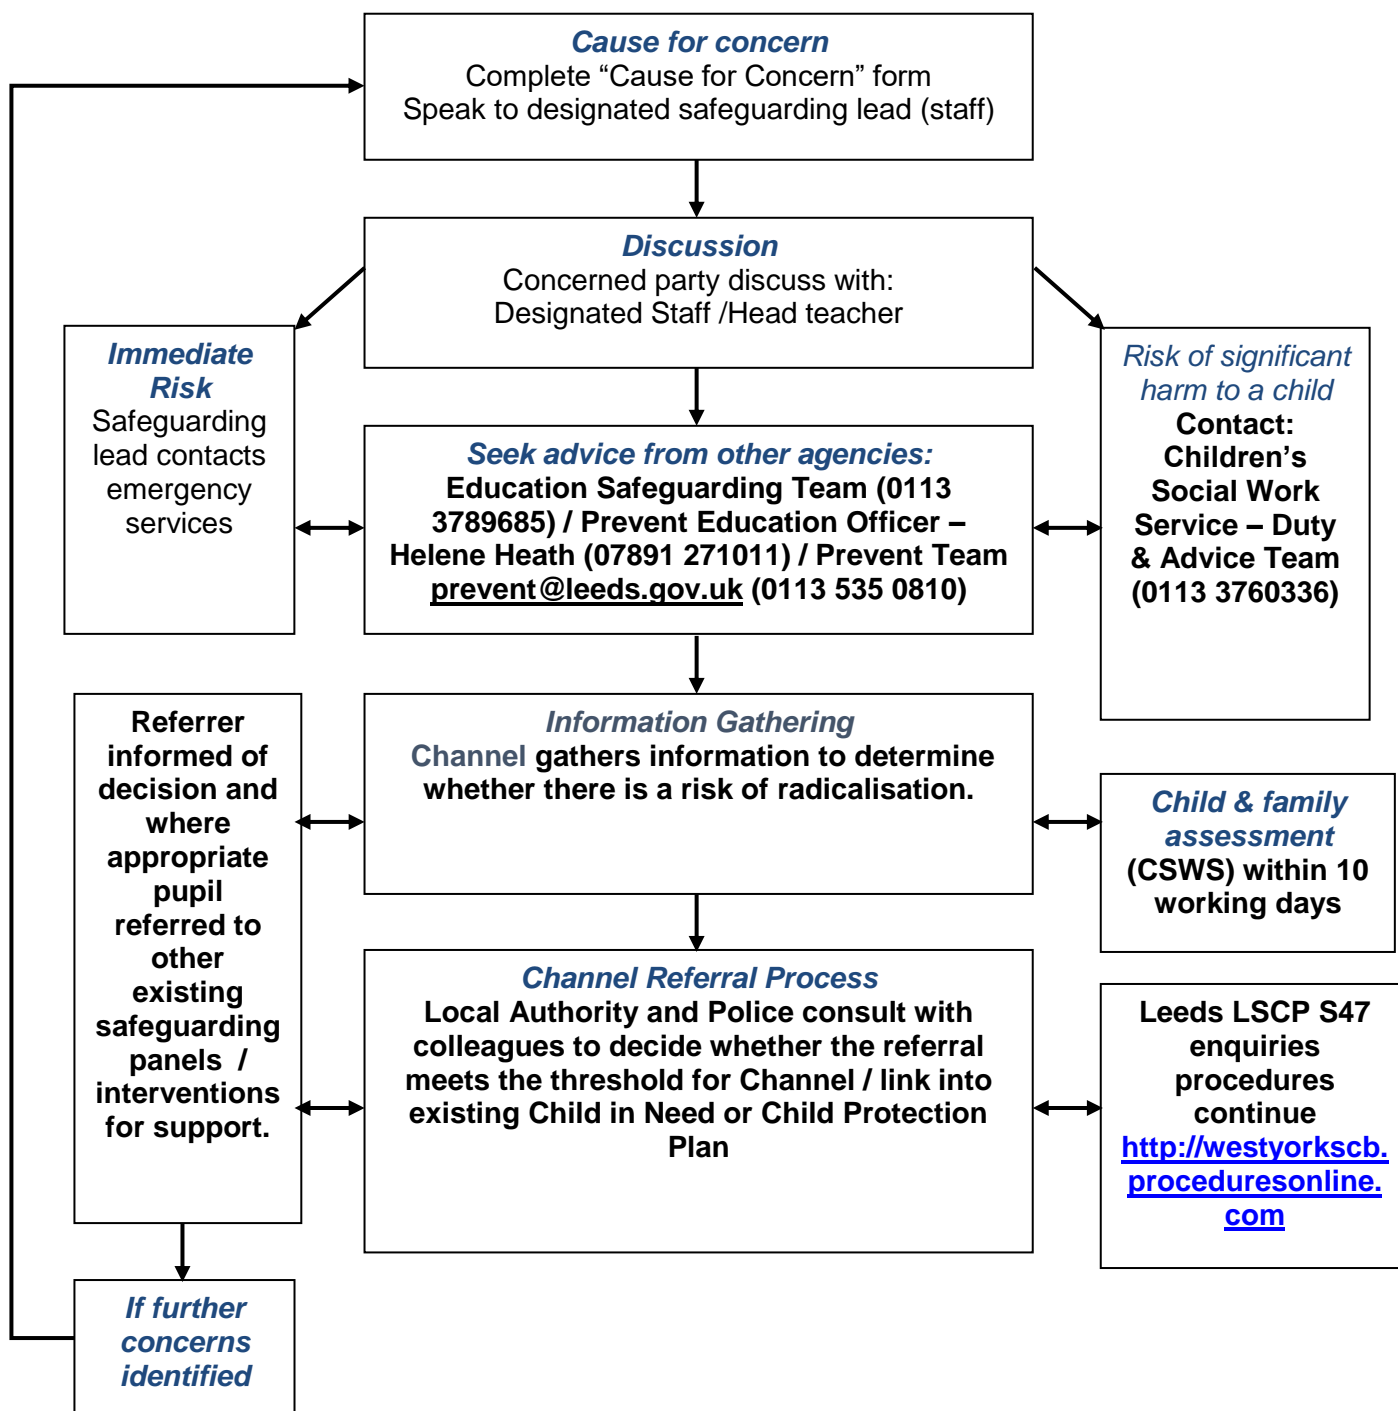 Cause for concern
Complete “Cause for Concern” form
Speak to designated safeguarding lead (staff)
Discussion
Concerned party discuss with:
Designated Staff /Head teacher
Immediate
Risk
Safeguarding
lead contacts
emergency
services
Seek advice from other agencies:
Education Safeguarding Team (0113
3789685) / Prevent Education Officer –
Helene Heath (07891 271011) / Prevent Team
prevent@leeds.gov.uk (0113 535 0810)
Risk of significant
harm to a child
Contact:
Children’s
Social Work
Service – Duty
& Advice Team
(0113 3760336)
Referrer
informed of
decision and
where
appropriate
pupil
referred to
other
existing
safeguarding
panels  /
interventions
for support.
Information Gathering
Channel gathers information to determine
whether there is a risk of radicalisation.
Child & family
assessment
(CSWS) within 10
working days
Channel Referral Process
Local Authority and Police consult with
colleagues to decide whether the referral
meets the threshold for Channel / link into
existing Child in Need or Child Protection
Plan
Leeds LSCP S47
enquiries
procedures
continue
http://westyorkscb.
proceduresonline.
com
If further
concerns
identified